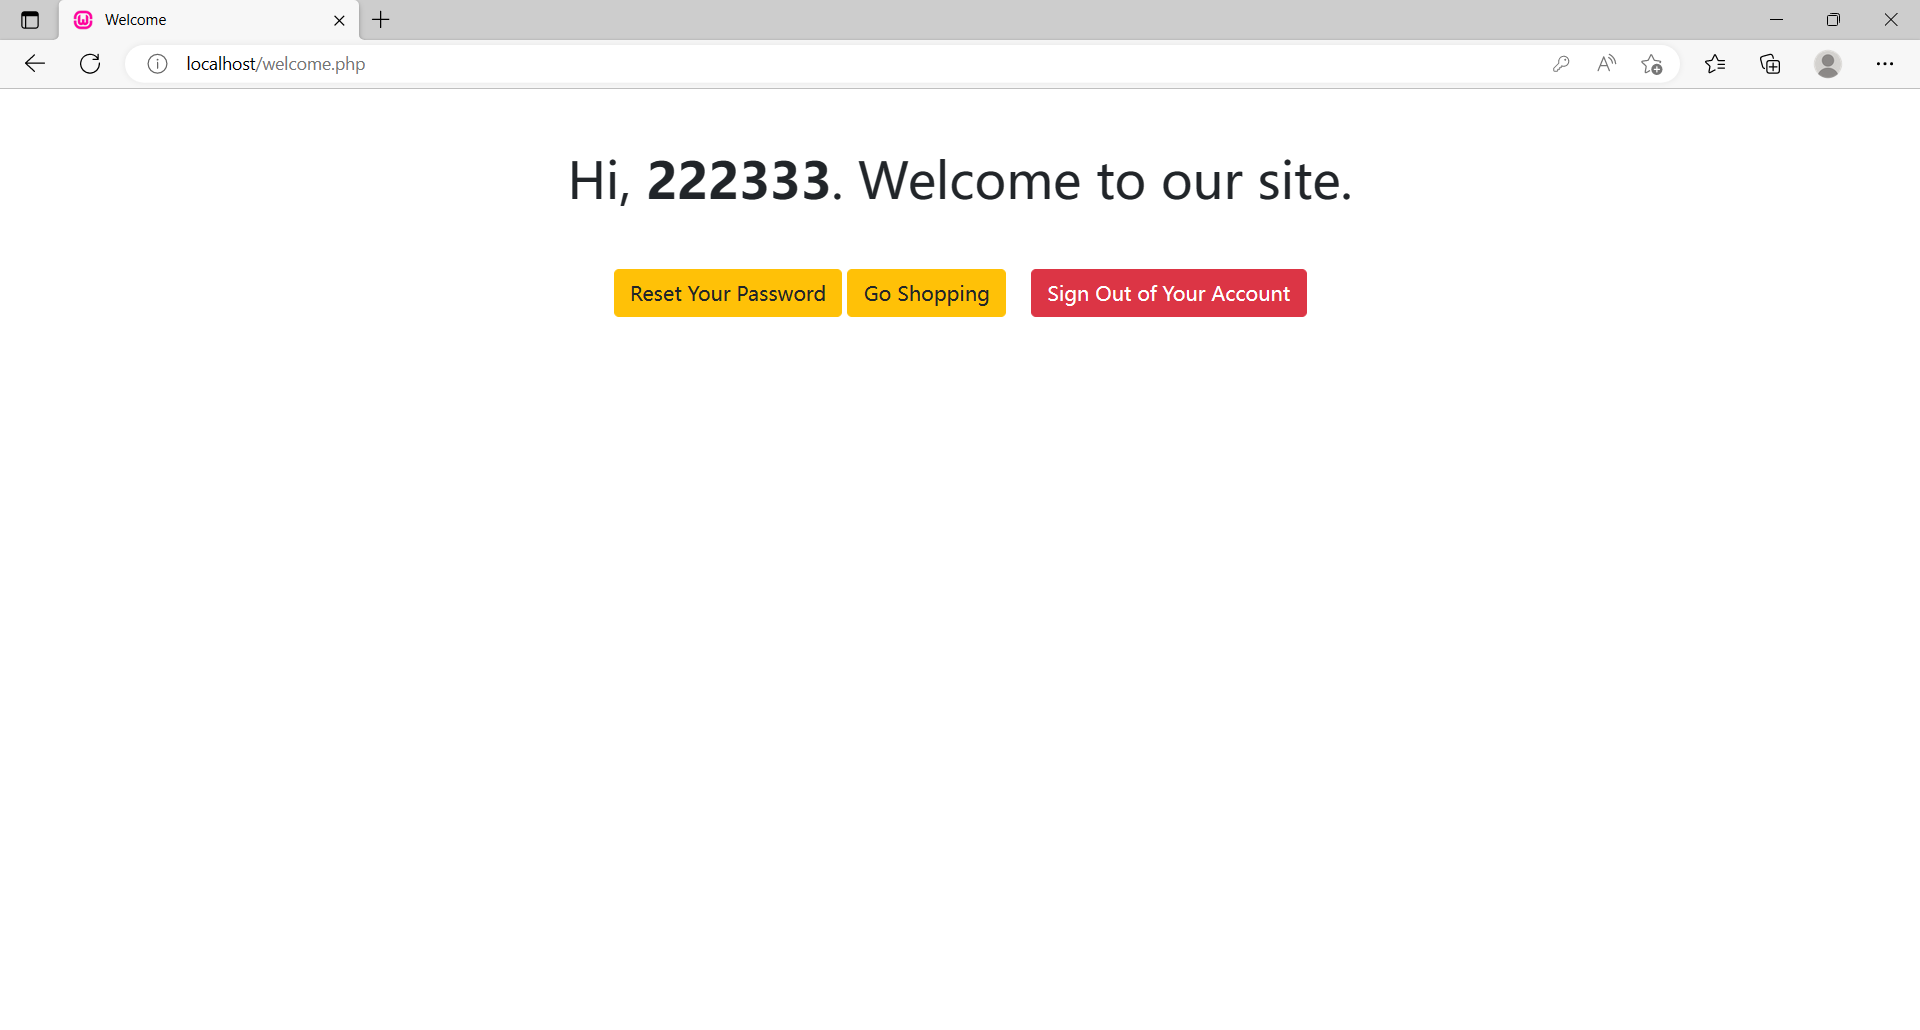 Welcome
localhost/welcome.php
Hi, 222333. Welcome to our site.
Reset Your Password Go Shopping Sign Out of Your Account